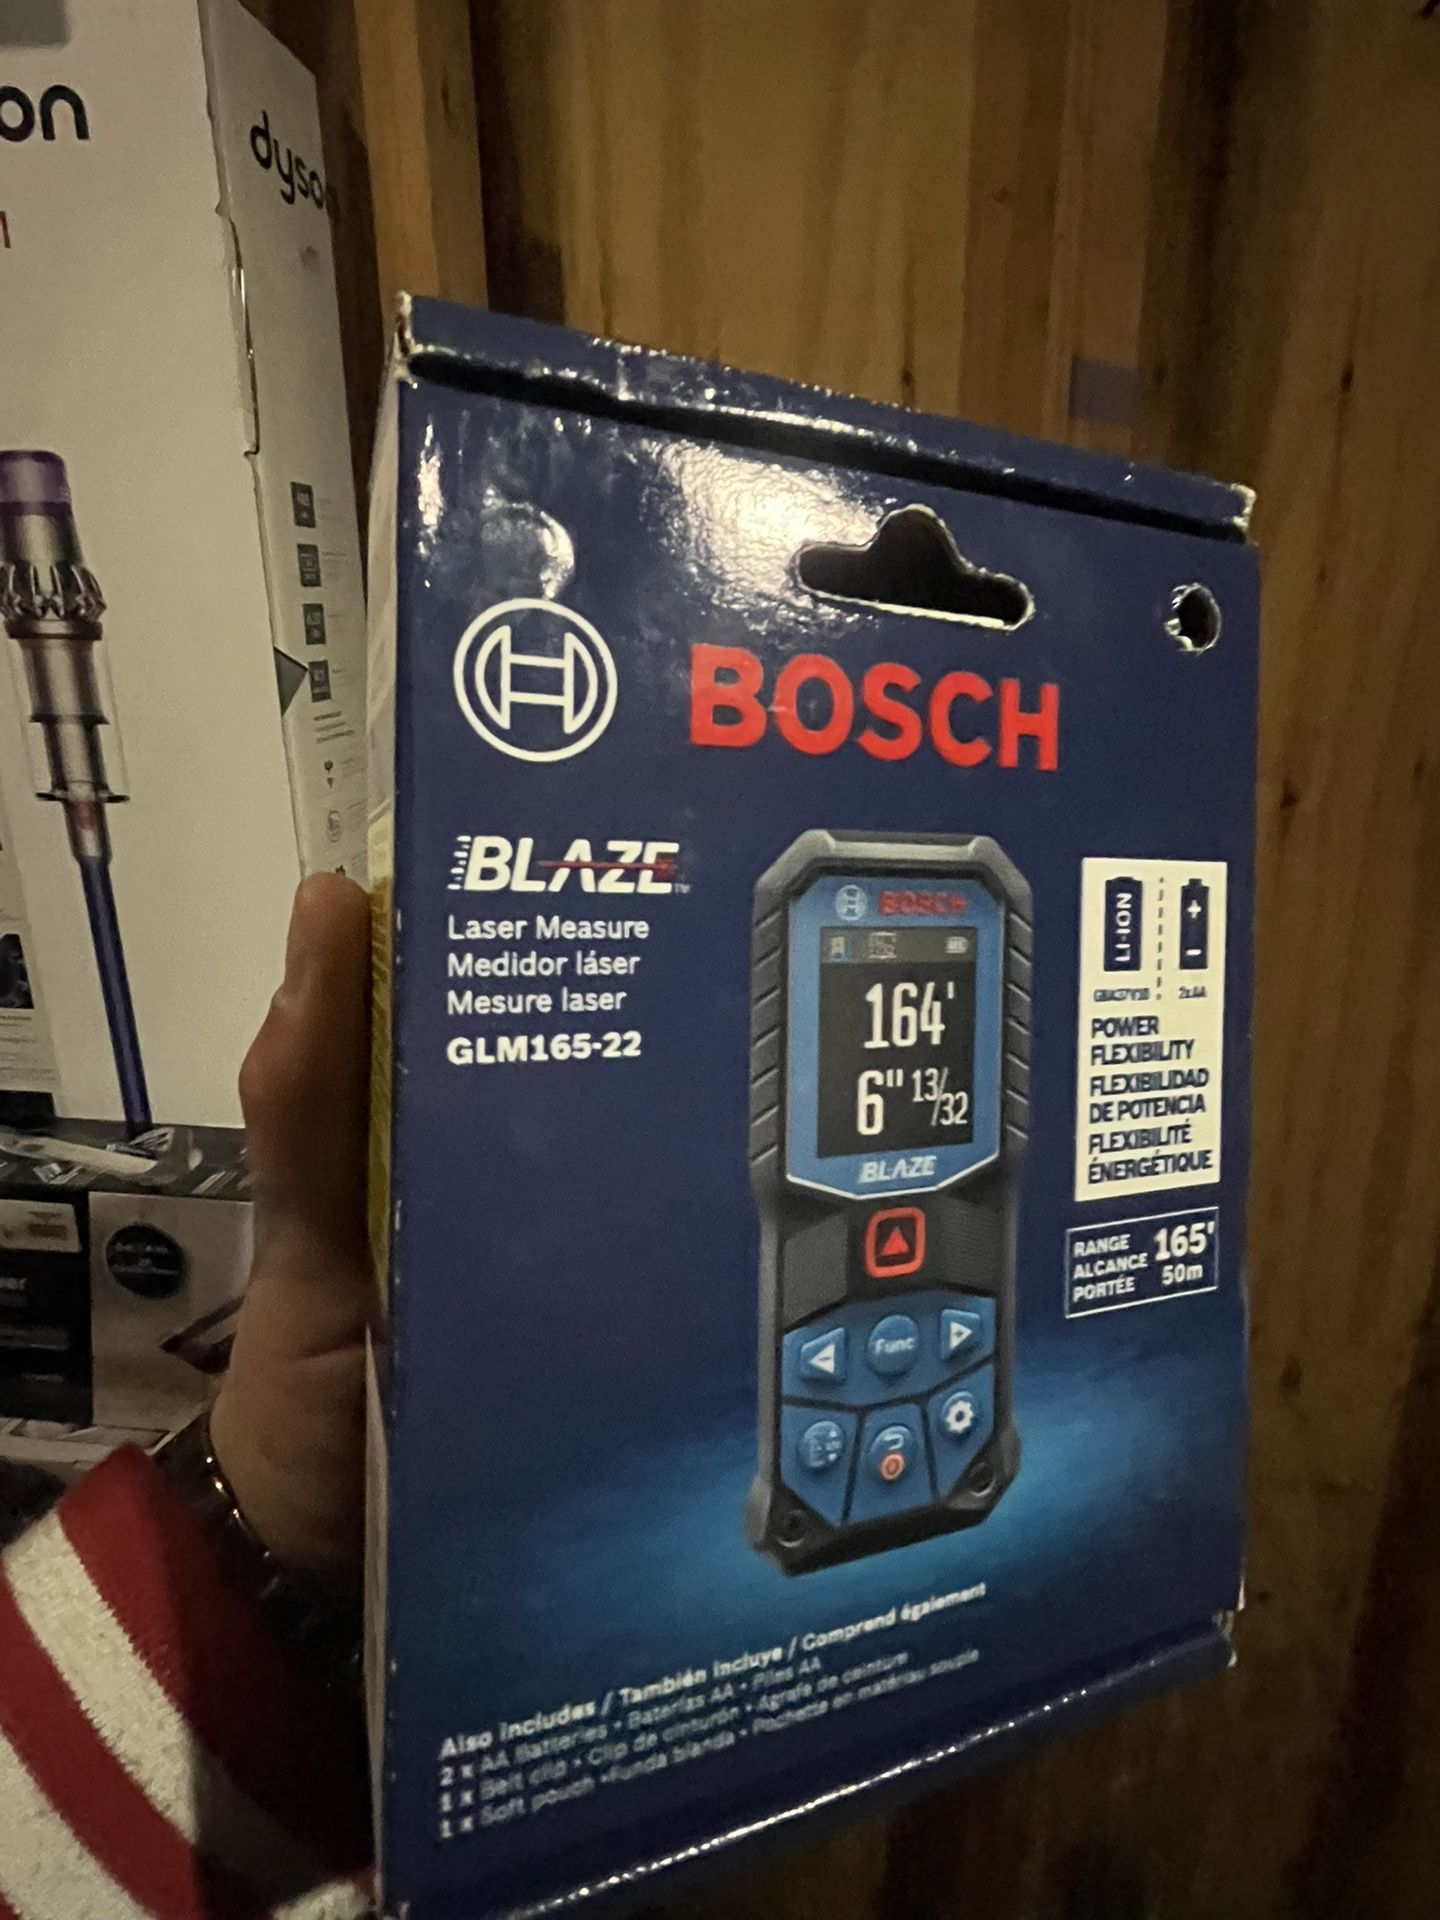 on
dyson
BOSCH
BLAZE™
Laser Measure
Medidor láser
Mesure laser
GLM165-22
BOSCH
164'
6" 13/32
BLAZE
Func
LI-ION
+
-
2xAA
POWER
FLEXIBILITY
FLEXIBILIDAD
DE POTENCIA
FLEXIBILITÉ
ÉNERGÉTIQUE
RANGE
ALCANCE
PORTÉE
165'
50m
Also includes / También incluye / Comprend également
2 x AA Batteries • Baterías AA • Piles AA
1 x Belt clip • Clip de cinturón • Agrafe de ceinture
1 x Soft pouch • Funda blanda • Pochette en matériau souple